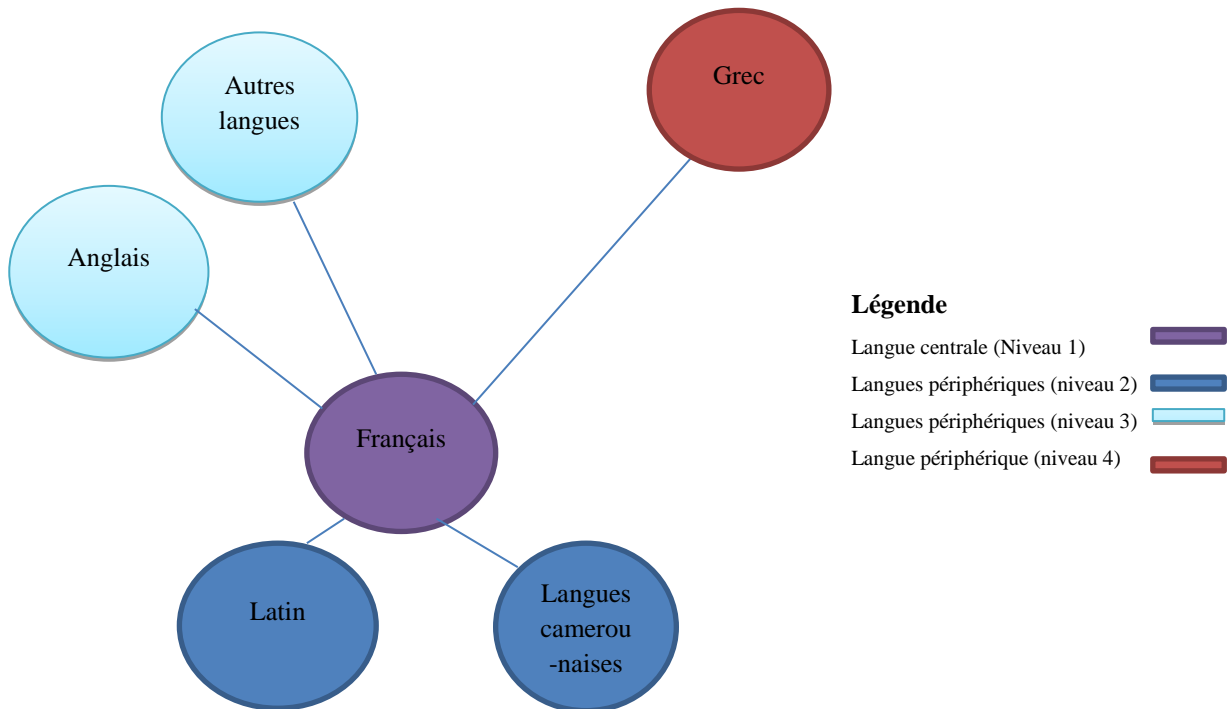 Autres
langues
Grec
Anglais
Français
Latin
Langues
camerou
-naises
Légende
Langue centrale (Niveau 1)
Langues périphériques (niveau 2)
Langues périphériques (niveau 3)
Langue périphérique (niveau 4)